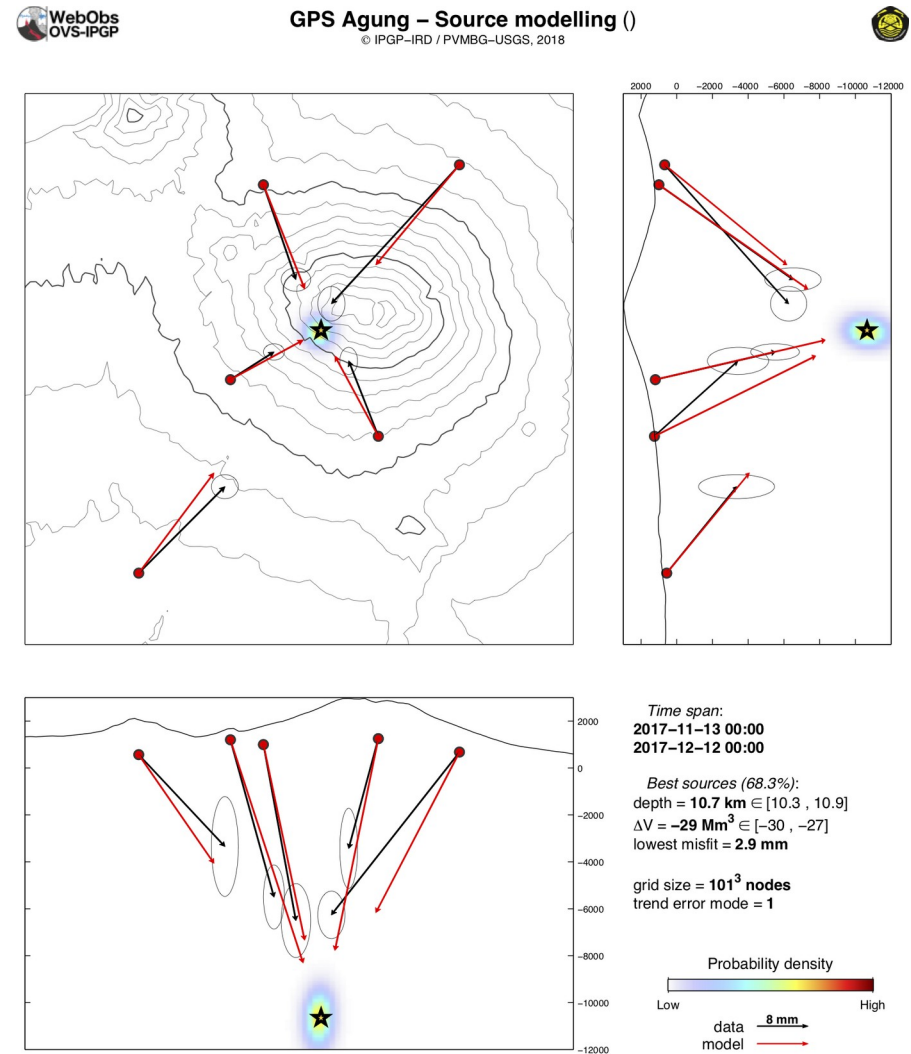 WebObs
OVS-IPGP
GPS Agung – Source modelling ()
© IPGP-IRD / PVMBG-USGS, 2018
2000 0 −2000 −4000 −6000 −8000 −10000 −12000
2000
0
−2000
−4000
−6000
−8000
−10000
−12000
Time span:
2017−11−13 00:00
2017−12−12 00:00
Best sources (68.3%):
depth = 10.7 km ∈ [10.3 , 10.9]
ΔV = −29 Mm³ ∈ [−30 , −27]
lowest misfit = 2.9 mm
grid size = 101³ nodes
trend error mode = 1
Probability density
Low High
8 mm
data
model